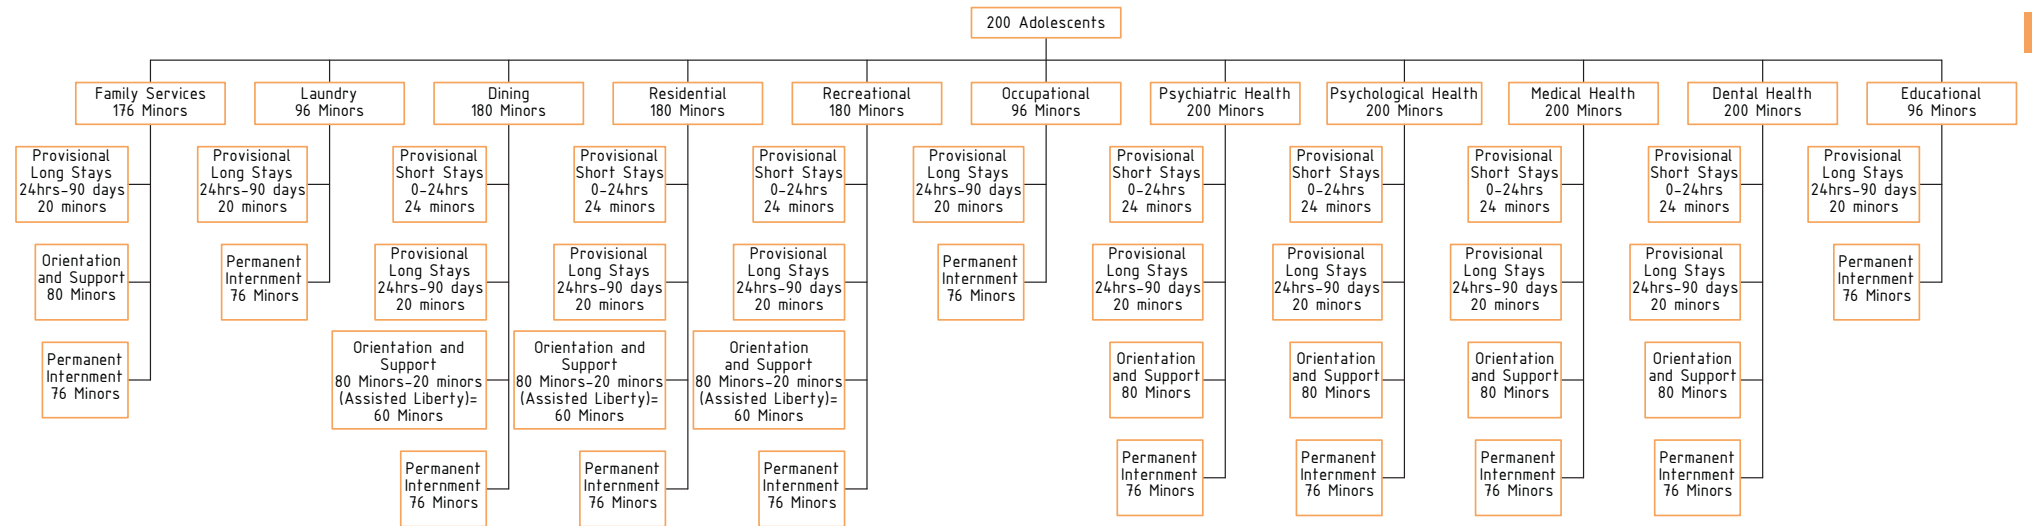 200 Adolescents
Family Services
176 Minors
Provisional
Long Stays
24hrs-90 days
20 minors
Orientation
and Support
80 Minors
Permanent
Internment
76 Minors
Laundry
96 Minors
Provisional
Long Stays
24hrs-90 days
20 minors
Permanent
Internment
76 Minors
Dining
180 Minors
Provisional
Short Stays
0-24hrs
24 minors
Provisional
Long Stays
24hrs-90 days
20 minors
Orientation and
Support
80 Minors-20 minors
(Assisted Liberty)=
60 Minors
Permanent
Internment
76 Minors
Residential
180 Minors
Provisional
Short Stays
0-24hrs
24 minors
Provisional
Long Stays
24hrs-90 days
20 minors
Orientation and
Support
80 Minors-20 minors
(Assisted Liberty)=
60 Minors
Permanent
Internment
76 Minors
Recreational
180 Minors
Provisional
Short Stays
0-24hrs
24 minors
Provisional
Long Stays
24hrs-90 days
20 minors
Orientation
and Support
80 Minors-20 minors
(Assisted Liberty)=
60 Minors
Permanent
Internment
76 Minors
Occupational
96 Minors
Provisional
Long Stays
24hrs-90 days
20 minors
Permanent
Internment
76 Minors
Psychiatric Health
200 Minors
Provisional
Short Stays
0-24hrs
24 minors
Provisional
Long Stays
24hrs-90 days
20 minors
Orientation
and Support
80 Minors
Permanent
Internment
76 Minors
Psychological Health
200 Minors
Provisional
Short Stays
0-24hrs
24 minors
Provisional
Long Stays
24hrs-90 days
20 minors
Orientation
and Support
80 Minors
Permanent
Internment
76 Minors
Medical Health
200 Minors
Provisional
Short Stays
0-24hrs
24 minors
Provisional
Long Stays
24hrs-90 days
20 minors
Orientation
and Support
80 Minors
Permanent
Internment
76 Minors
Dental Health
200 Minors
Provisional
Short Stays
0-24hrs
24 minors
Provisional
Long Stays
24hrs-90 days
20 minors
Orientation
and Support
80 Minors
Permanent
Internment
76 Minors
Educational
96 Minors
Provisional
Long Stays
24hrs-90 days
20 minors
Permanent
Internment
76 Minors